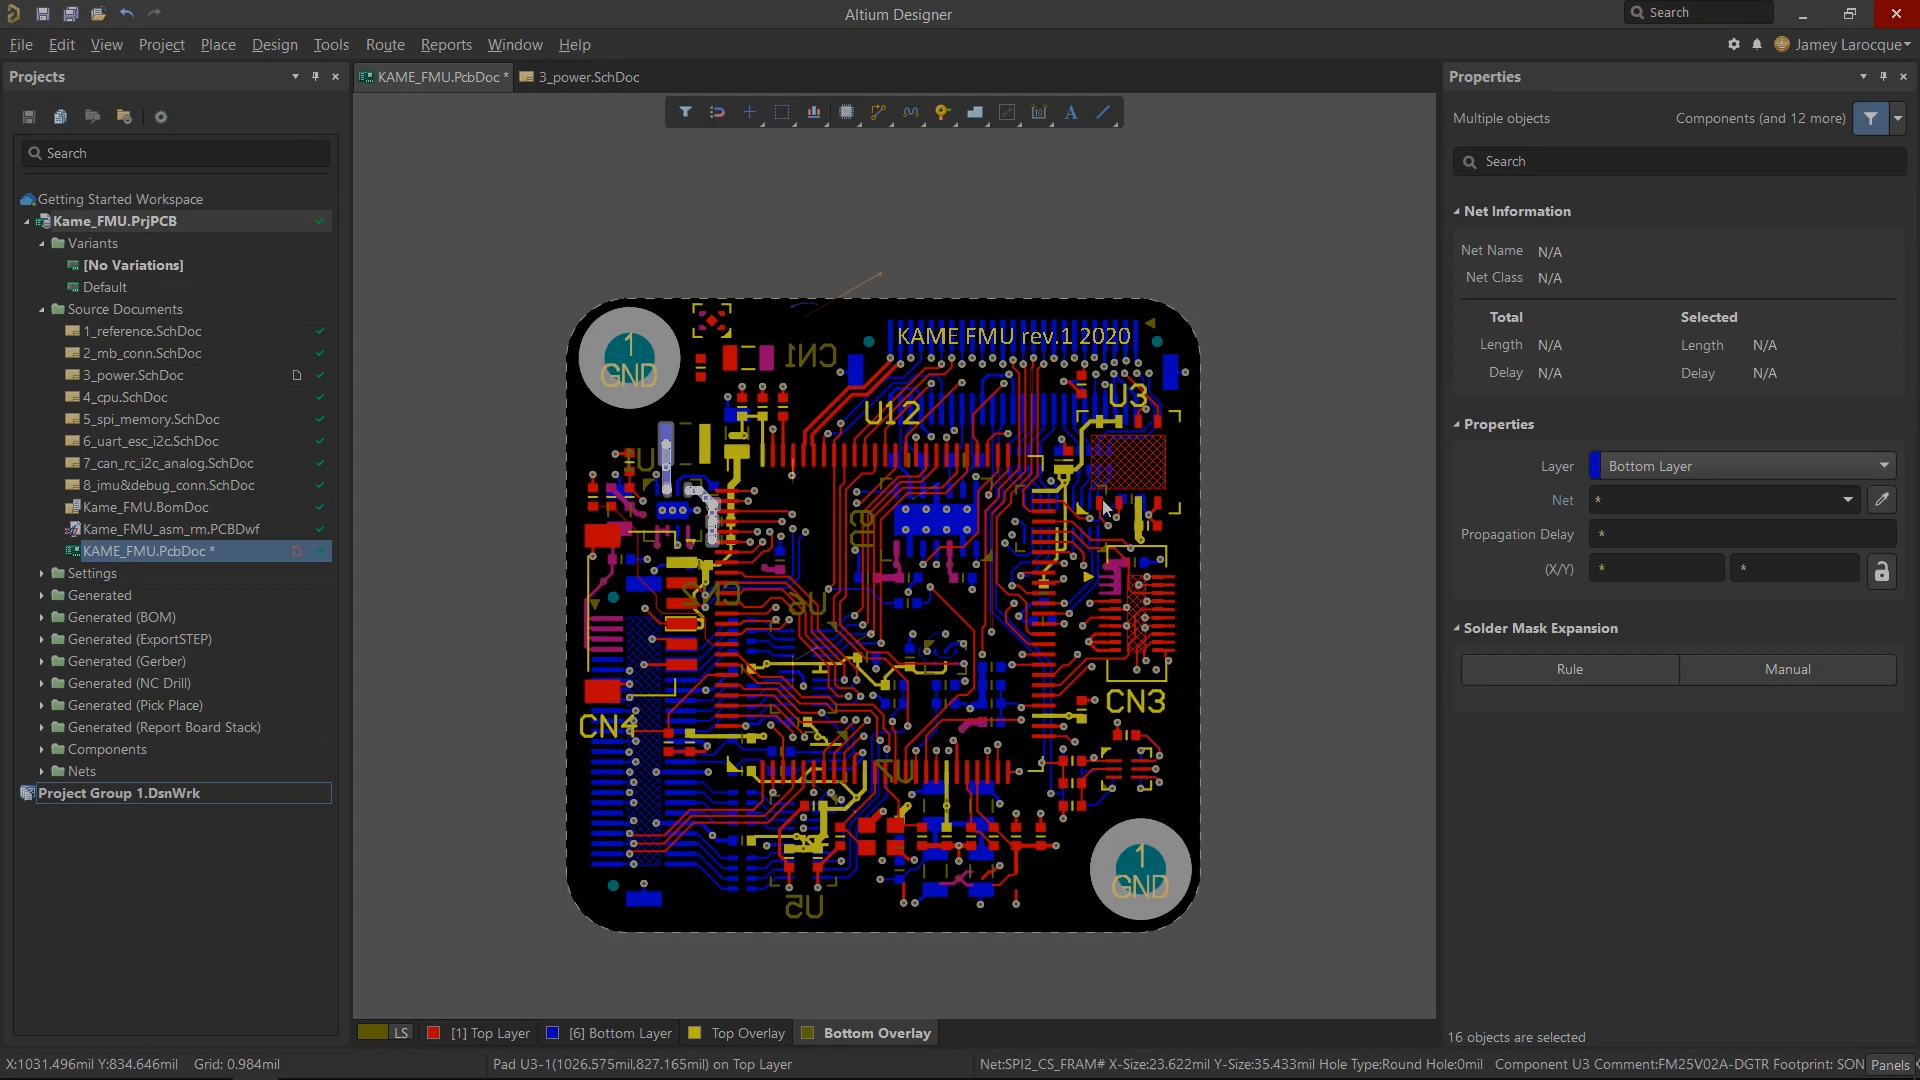 Altium Designer
Search
File Edit View Project Place Design Tools Route Reports Window Help
Jamey Larocque
Projects
KAME_FMU.PcbDoc *
3_power.SchDoc
Properties
Search
Getting Started Workspace
Kame_FMU.PrjPCB
Variants
[No Variations]
Default
Source Documents
1_reference.SchDoc
2_mb_conn.SchDoc
3_power.SchDoc
4_cpu.SchDoc
5_spi_memory.SchDoc
6_uart_esc_i2c.SchDoc
7_can_rc_i2c_analog.SchDoc
8_imu&debug_conn.SchDoc
Kame_FMU.BomDoc
Kame_FMU_asm_rm.PCBDwf
KAME_FMU.PcbDoc *
Settings
Generated
Generated (BOM)
Generated (ExportSTEP)
Generated (Gerber)
Generated (NC Drill)
Generated (Pick Place)
Generated (Report Board Stack)
Components
Nets
Project Group 1.DsnWrk
KAME FMU rev.1 2020
1
GND
CN1
U12
U3
U1
U9
CN2
U6
CN4
CN3
U7
U5
1
GND
Multiple objects
Components (and 12 more)
Search
Net Information
Net Name N/A
Net Class N/A
Total Selected
Length N/A Length N/A
Delay N/A Delay N/A
Properties
Layer Bottom Layer
Net *
Propagation Delay *
(X/Y) * *
Solder Mask Expansion
Rule Manual
16 objects are selected
LS [1] Top Layer [6] Bottom Layer Top Overlay Bottom Overlay
X:1031.496mil Y:834.646mil Grid: 0.984mil
Pad U3-1(1026.575mil,827.165mil) on Top Layer
Net:SPI2_CS_FRAM# X-Size:23.622mil Y-Size:35.433mil Hole Type:Round Hole:0mil Component U3 Comment:FM25V02A-DGTR Footprint: SON
Panels